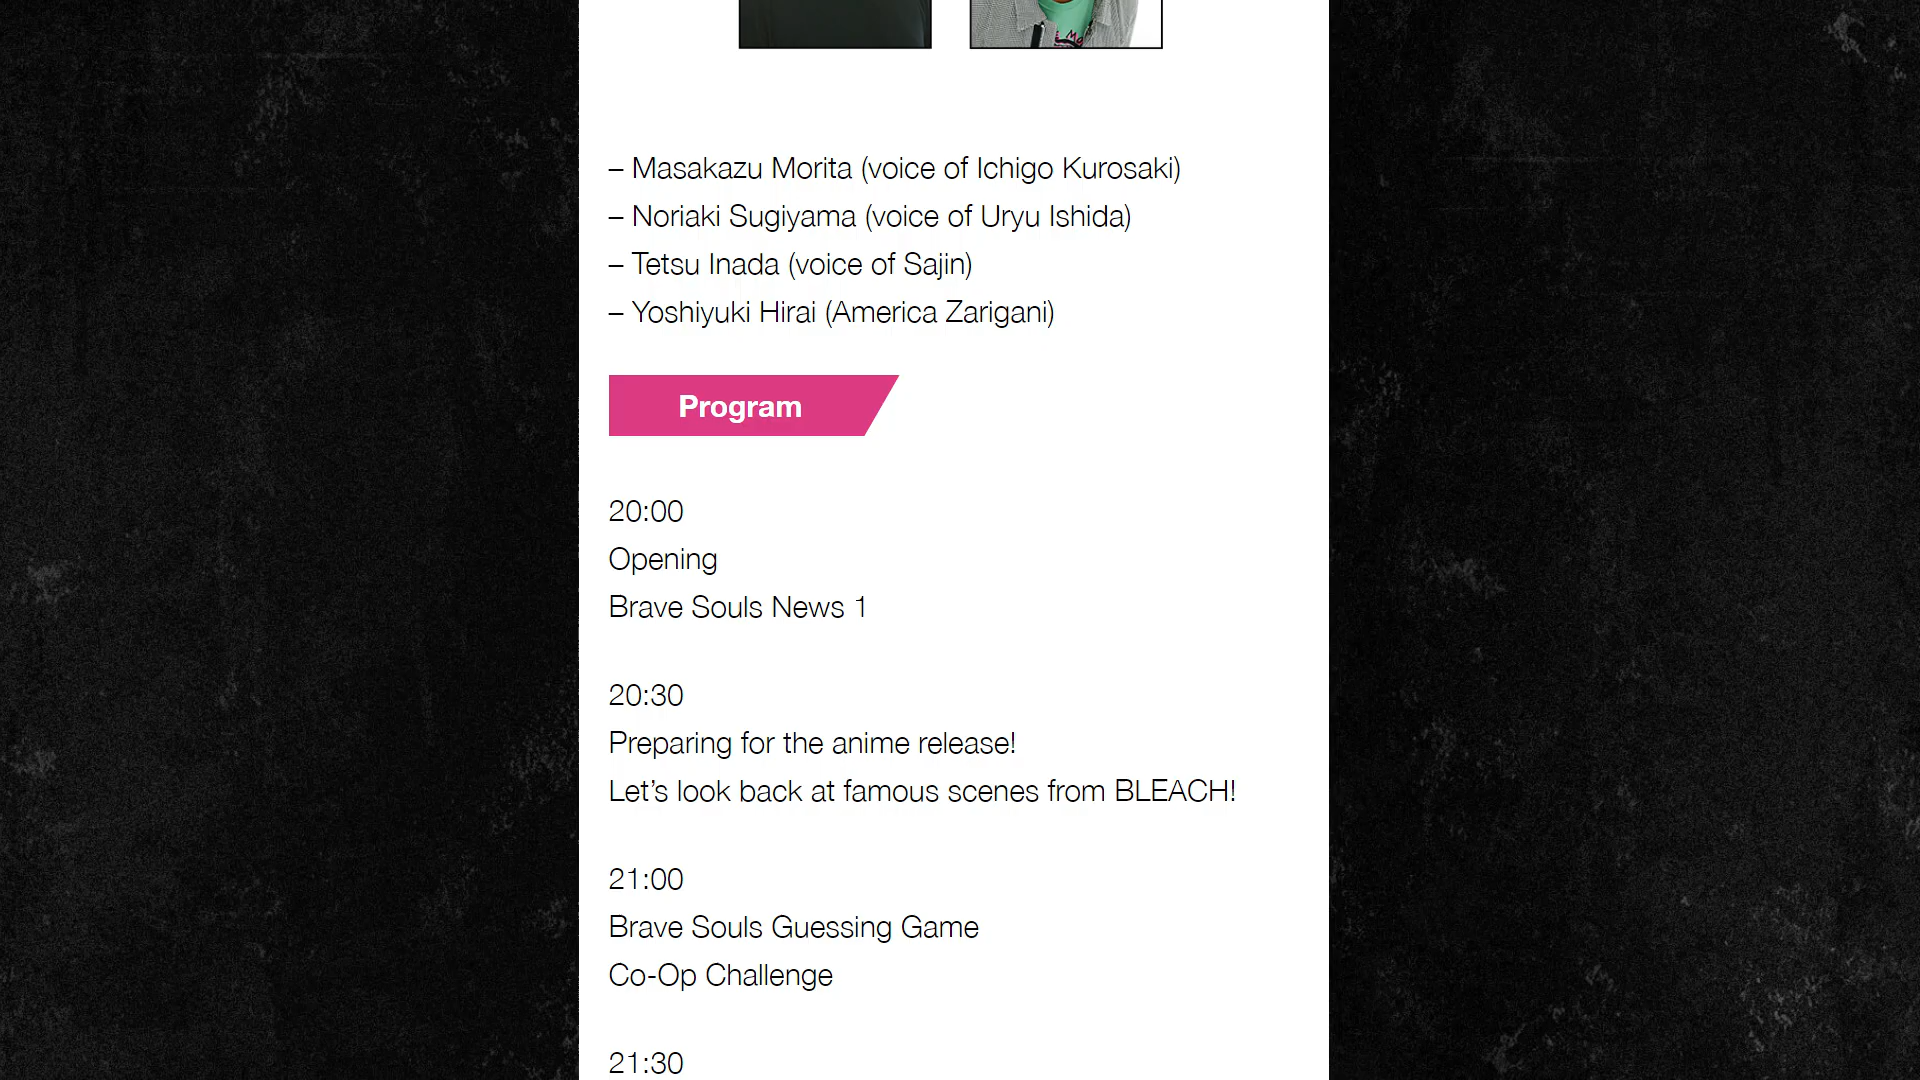 – Masakazu Morita (voice of Ichigo Kurosaki)
– Noriaki Sugiyama (voice of Uryu Ishida)
– Tetsu Inada (voice of Sajin)
– Yoshiyuki Hirai (America Zarigani)
Program
20:00
Opening
Brave Souls News 1
20:30
Preparing for the anime release!
Let’s look back at famous scenes from BLEACH!
21:00
Brave Souls Guessing Game
Co-Op Challenge
21:30